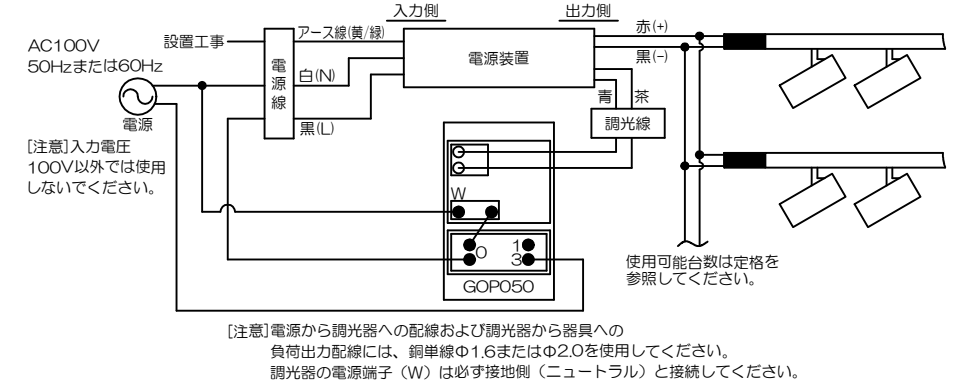 入力側
出力側
AC100V
50Hzまたは60Hz
設置工事
アース線(黄/緑)
電源線
白(N)
黒(L)
電源装置
赤(+)
黒(-)
青
茶
調光線
電源
[注意]入力電圧
100V以外では使用
しないでください。
W
0
1
3
GOP050
使用可能台数は定格を
参照してください。
[注意]電源から調光器への配線および調光器から器具への
負荷出力配線には、銅単線Φ1.6またはΦ2.0を使用してください。
調光器の電源端子（W）は必ず接地側（ニュートラル）と接続してください。